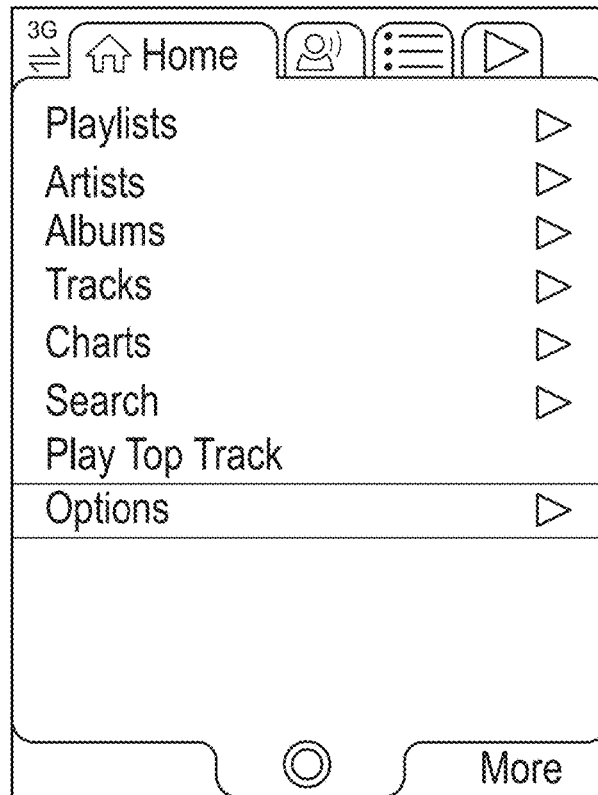 3G
Home
Playlists
Artists
Albums
Tracks
Charts
Search
Play Top Track
Options
More